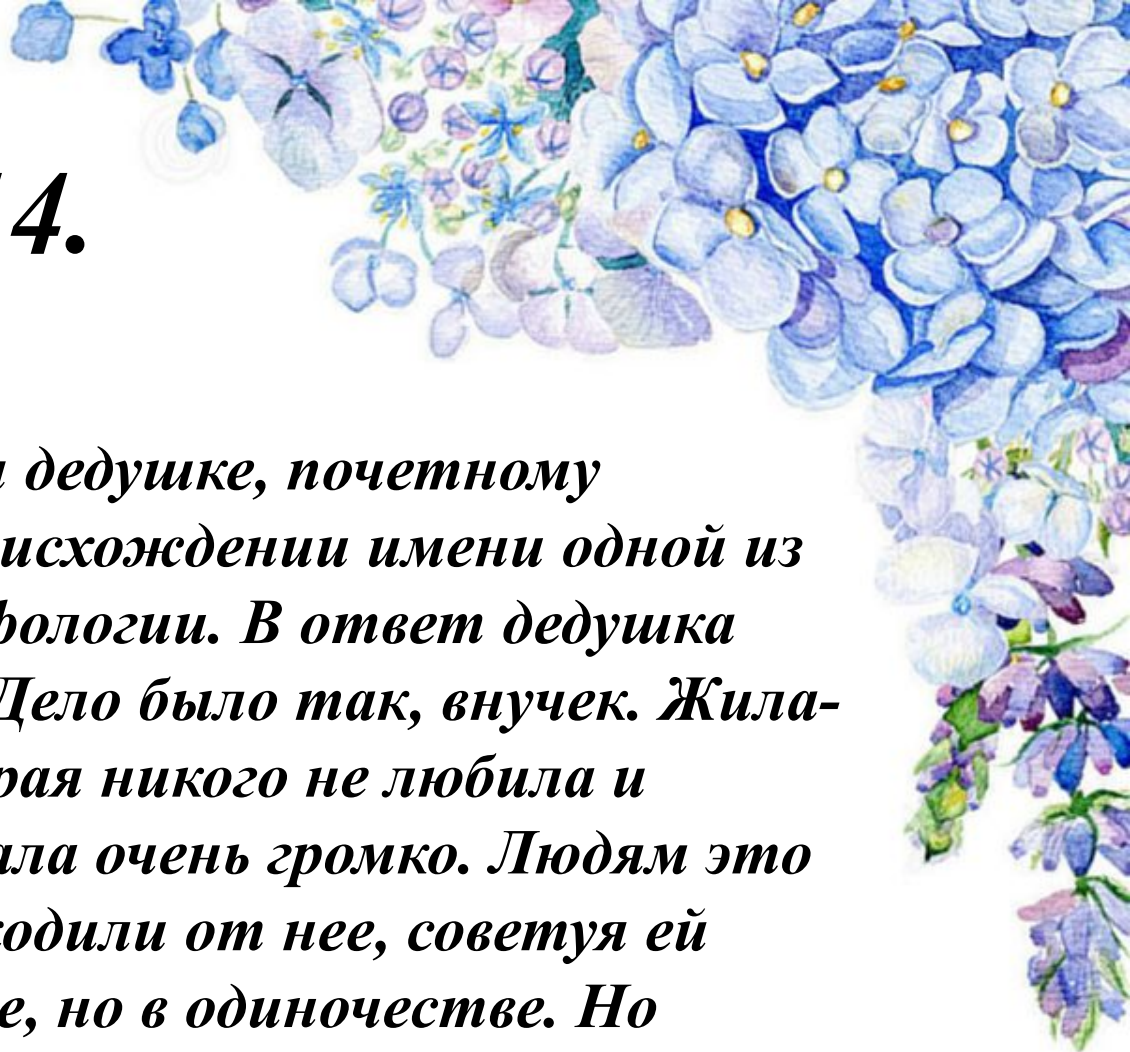 4.
дедушке, почетному
исхождении имени одной из
фологии. В ответ дедушка
Дело было так, внучек. Жила-
рая никого не любила и
ала очень громко. Людям это
ходили от нее, советуя ей
е, но в одиночестве. Но